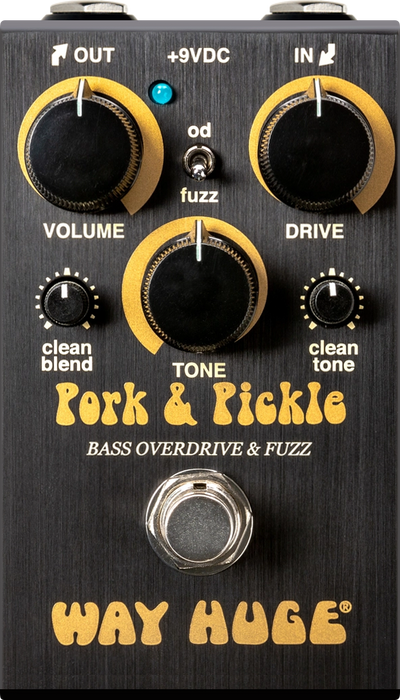 OUT +9VDC IN
od
fuzz
VOLUME DRIVE
clean
blend
clean
tone
TONE
Pork & Pickle
BASS OVERDRIVE & FUZZ
WAY HUGE®